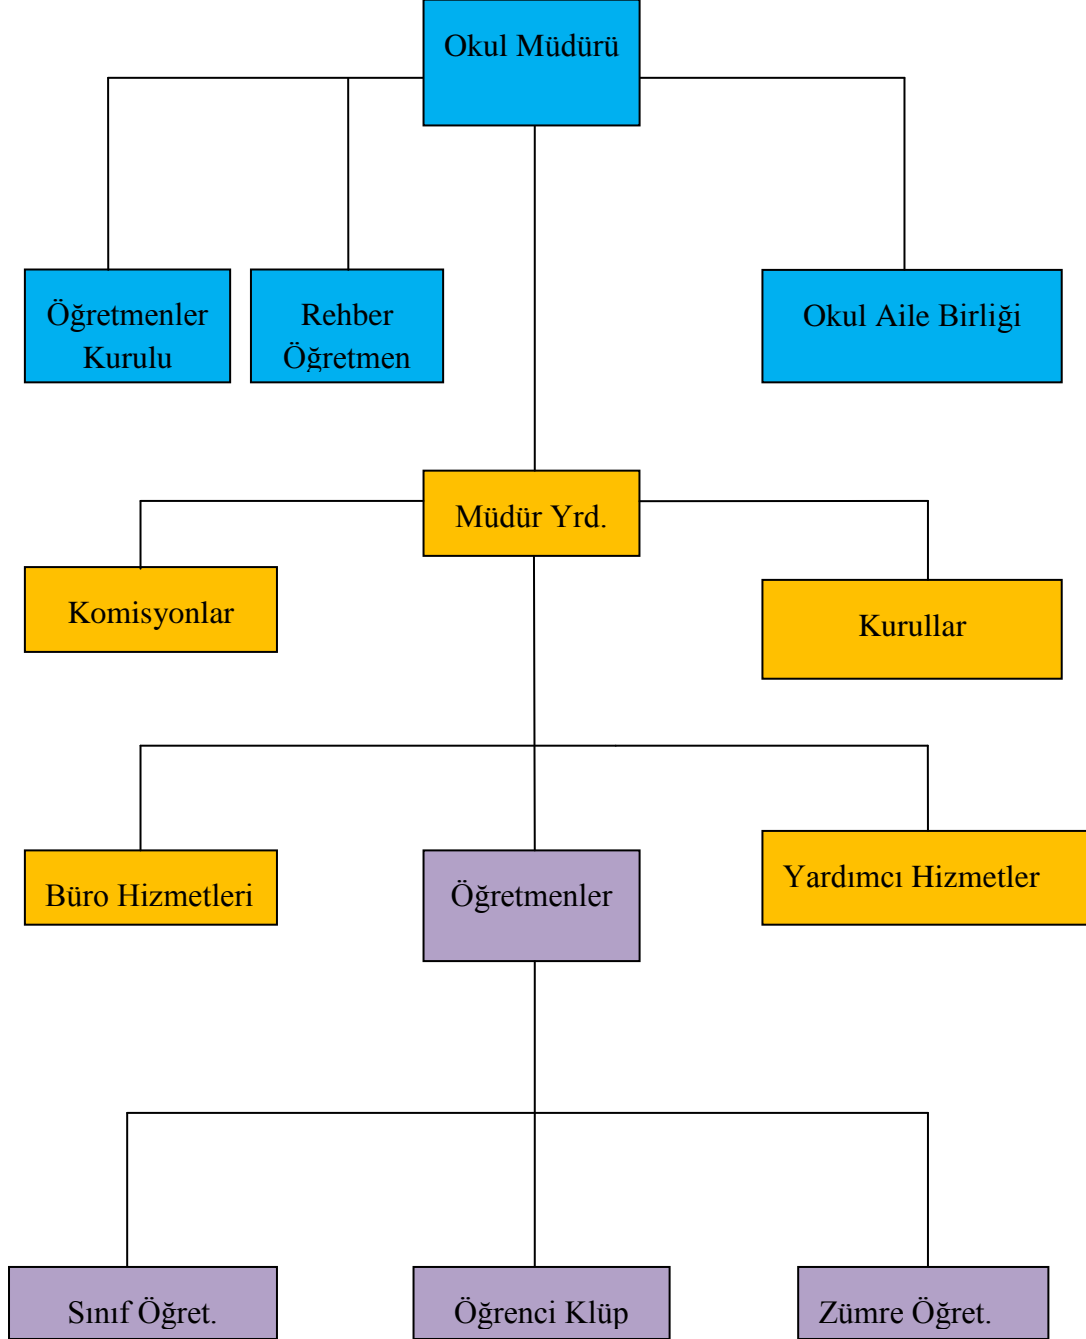 Okul Müdürü
Öğretmenler
Kurulu
Rehber
Öğretmen
Okul Aile Birliği
Müdür Yrd.
Komisyonlar
Kurullar
Büro Hizmetleri
Öğretmenler
Yardımcı Hizmetler
Sınıf Öğret.
Öğrenci Klüp
Zümre Öğret.